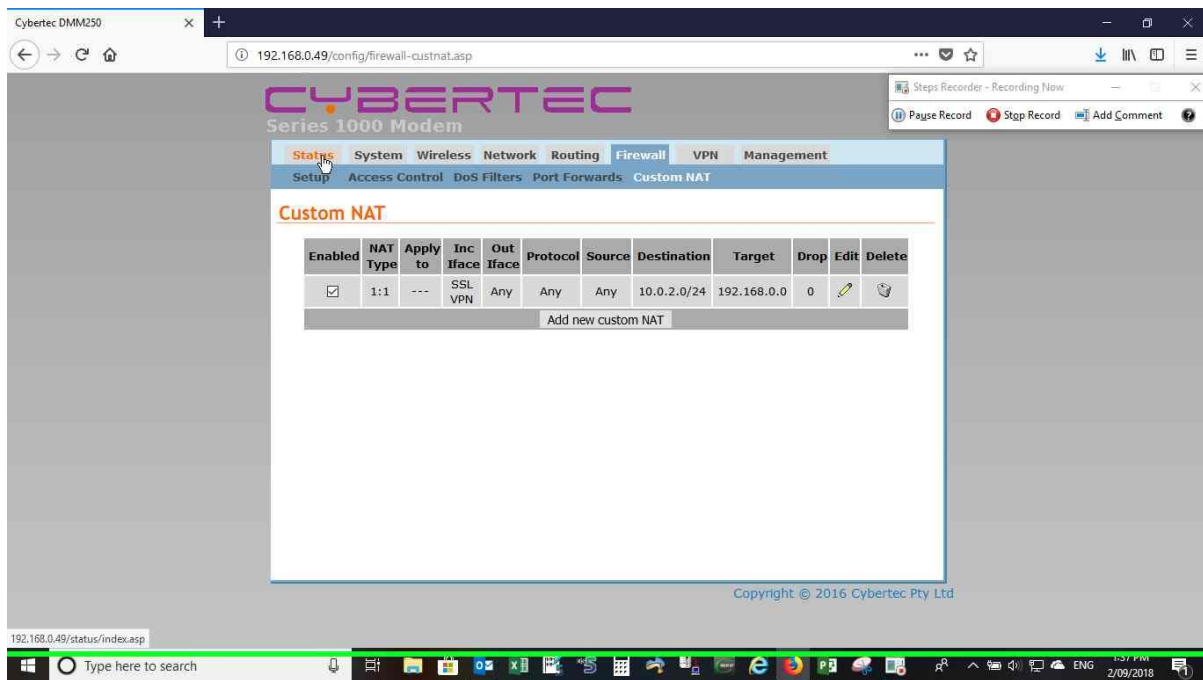 Cybertec DMM250
192.168.0.49/config/firewall-custnat.asp
Steps Recorder - Recording Now
Pause Record Stop Record Add Comment
CYBERTEC
Series 1000 Modem
Status System Wireless Network Routing Firewall VPN Management
Setup Access Control DoS Filters Port Forwards Custom NAT
Custom NAT
Enabled NAT Type Apply to Inc Iface Out Iface Protocol Source Destination Target Drop Edit Delete
1:1 --- SSL VPN Any Any Any 10.0.2.0/24 192.168.0.0 0
Add new custom NAT
Copyright © 2016 Cybertec Pty Ltd
192.168.0.49/status/index.asp
Type here to search
ENG
1:37 PM
2/09/2018